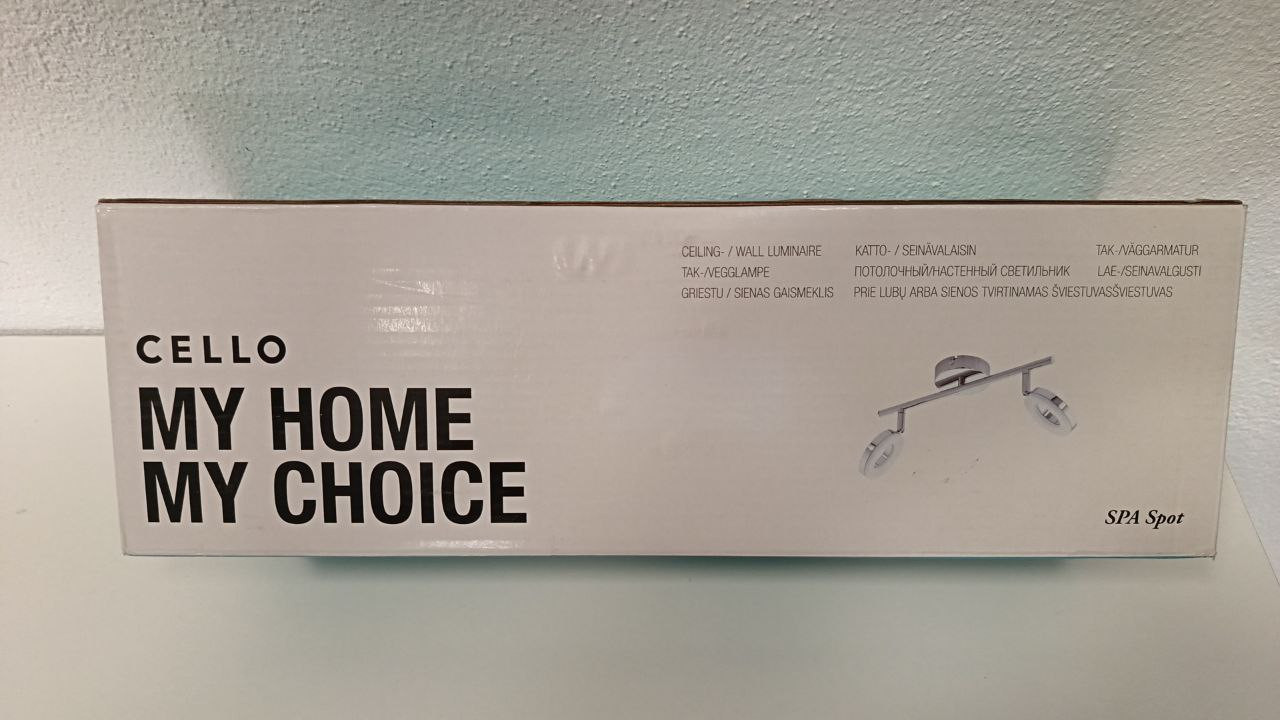 CEILING- / WALL LUMINAIRE KATTO- / SEINÄVALAISIN TAK-/VÄGGARMATUR
TAK-/VEGGLAMPE ПОТОЛОЧНЫЙ/НАСТЕННЫЙ СВЕТИЛЬНИК LAE-/SEINAVALGUSTI
GRIESTU / SIENAS GAISMEKLIS PRIE LUBŲ ARBA SIENOS TVIRTINAMAS ŠVIESTUVASŠVIESTUVAS
CELLO
MY HOME
MY CHOICE
SPA Spot